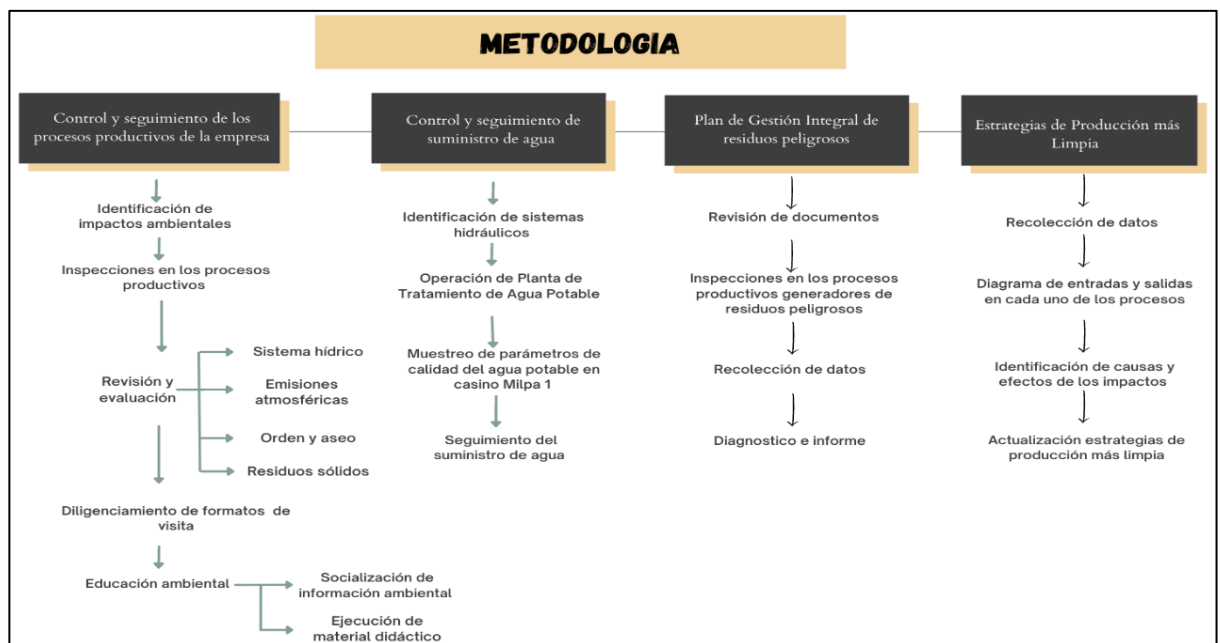 METODOLOGIA
Control y seguimiento de los
procesos productivos de la empresa
Identificación de
impactos ambientales
Inspecciones en los procesos
productivos
Revisión y
evaluación
Sistema hídrico
Emisiones
atmosféricas
Orden y aseo
Residuos sólidos
Diligenciamiento de formatos de
visita
Educación ambiental
Socialización de
información ambiental
Ejecución de
material didáctico
Control y seguimiento de
suministro de agua
Identificación de sistemas
hidráulicos
Operación de Planta de
Tratamiento de Agua Potable
Muestreo de parámetros de
calidad del agua potable en
casino Milpa 1
Seguimiento del
suministro de agua
Plan de Gestión Integral de
residuos peligrosos
Revisión de documentos
Inspecciones en los procesos
productivos generadores de
residuos peligrosos
Recolección de datos
Diagnostico e informe
Estrategias de Producción más
Limpia
Recolección de datos
Diagrama de entradas y salidas
en cada uno de los procesos
Identificación de causas y
efectos de los impactos
Actualización estrategias de
producción más limpia